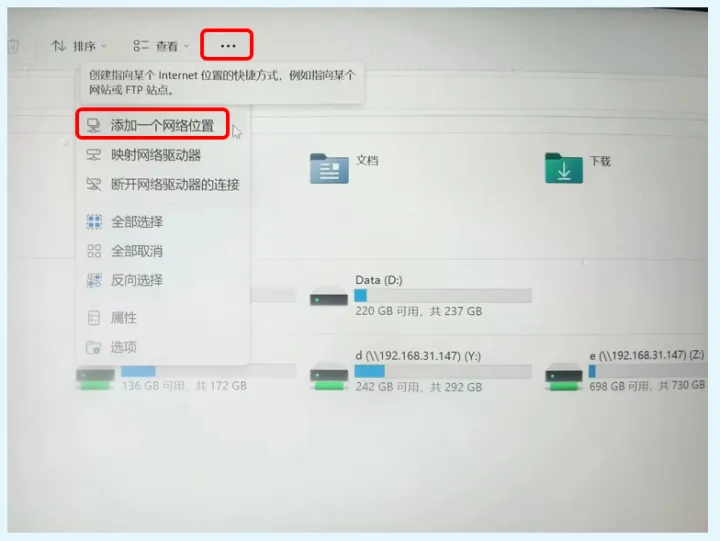 排序 查看 ...
创建指向某个 Internet 位置的快捷方式，例如指向某个
网站或 FTP 站点。
添加一个网络位置
映射网络驱动器
断开网络驱动器的连接
全部选择
全部取消
反向选择
属性
选项
文档
下载
Data (D:)
220 GB 可用，共 237 GB
136 GB 可用，共 172 GB
d (\\192.168.31.147) (Y:)
242 GB 可用，共 292 GB
e (\\192.168.31.147) (Z:)
698 GB 可用，共 730 GB